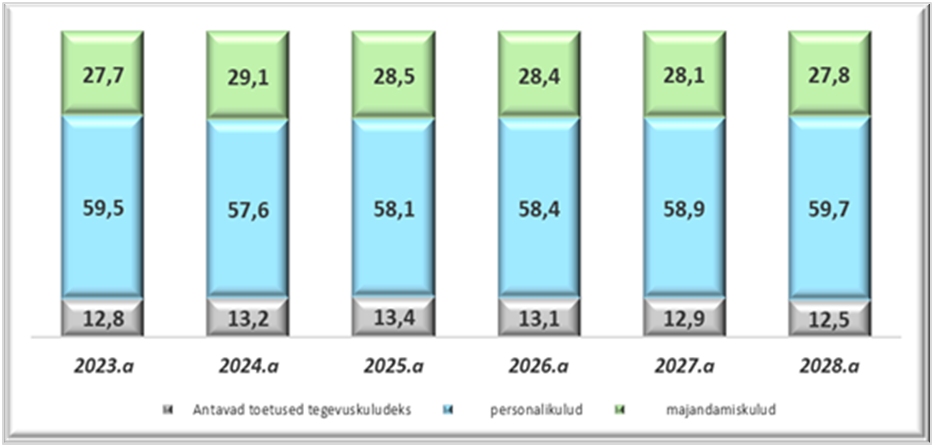 27,7 29,1 28,5 28,4 28,1 27,8
59,5 57,6 58,1 58,4 58,9 59,7
12,8 13,2 13,4 13,1 12,9 12,5
2023.a 2024.a 2025.a 2026.a 2027.a 2028.a
Antavad toetused tegevuskuludeks personalikulud majandamiskulud